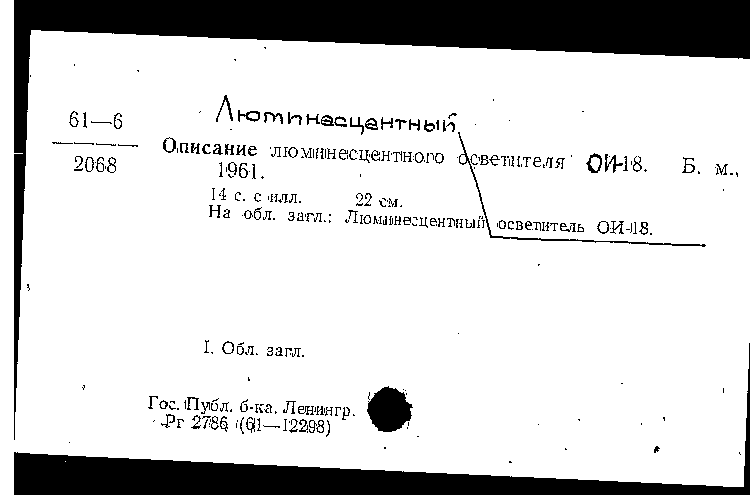 Люминесцентный
61—6
2068
Описание люминесцентного осветителя ОИ-18. Б. м.,
1961.
14 с. с илл. 22 см.
На обл. загл.: Люминесцентный осветитель ОИ-18.
I. Обл. загл.
Гос. Публ. б-ка. Ленингр.
Рг 2786 (61—12298)